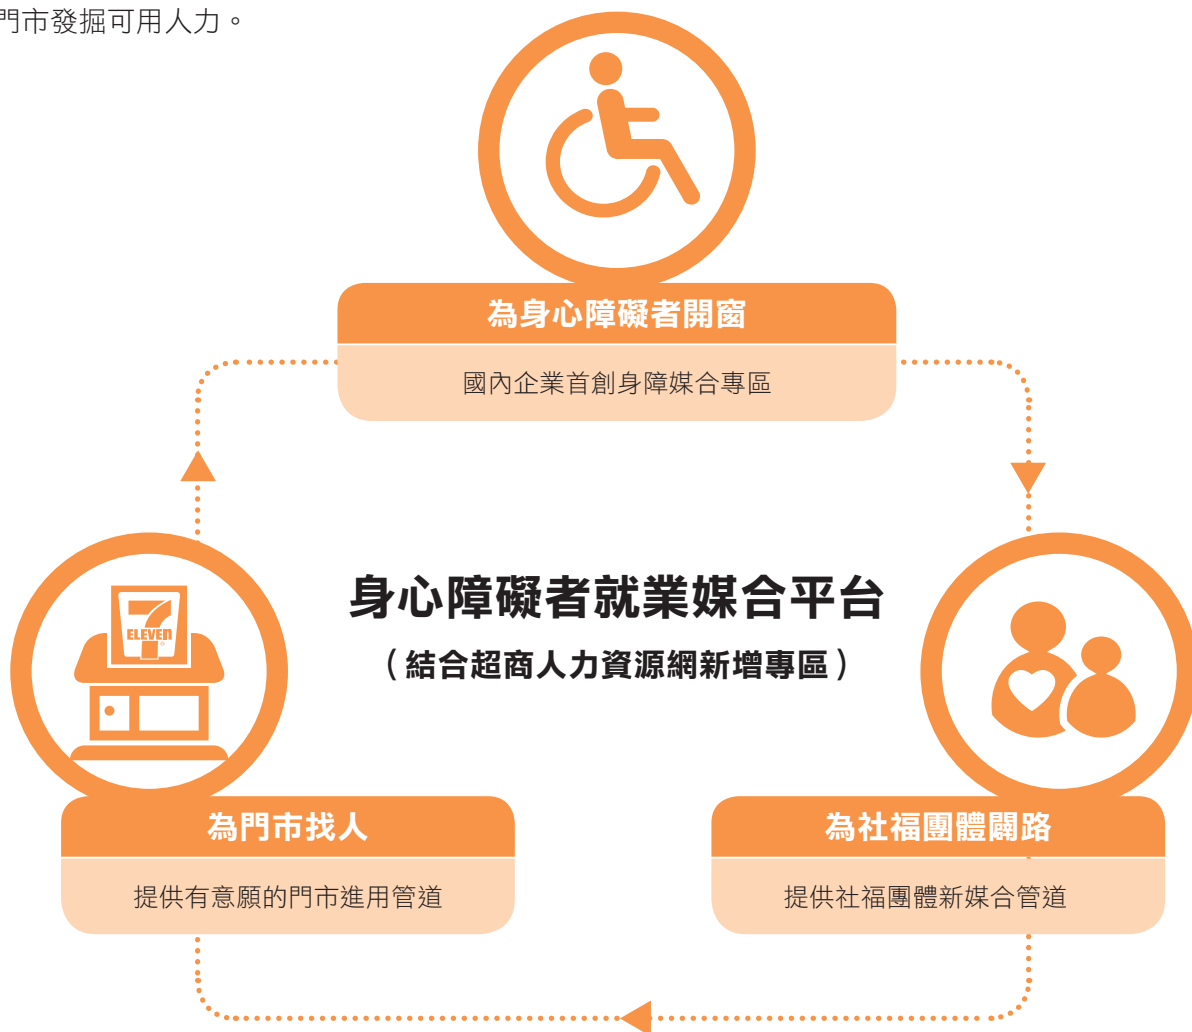 門市發掘可用人力。
為身心障礙者開窗
國內企業首創身障媒合專區
身心障礙者就業媒合平台
（結合超商人力資源網新增專區）
7
ELEVEN
®
為門市找人
提供有意願的門市進用管道
為社福團體闢路
提供社福團體新媒合管道